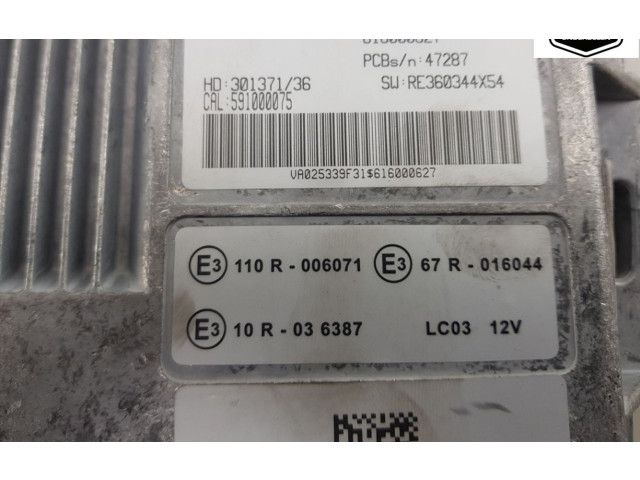 PCBs/n: 47287
HD: 301371/36 SW: RE360344X54
CAL: 591000075
VA025339F31$616000627
E3 110 R - 006071 E3 67 R - 016044
E3 10 R - 03 6387 LC03 12V